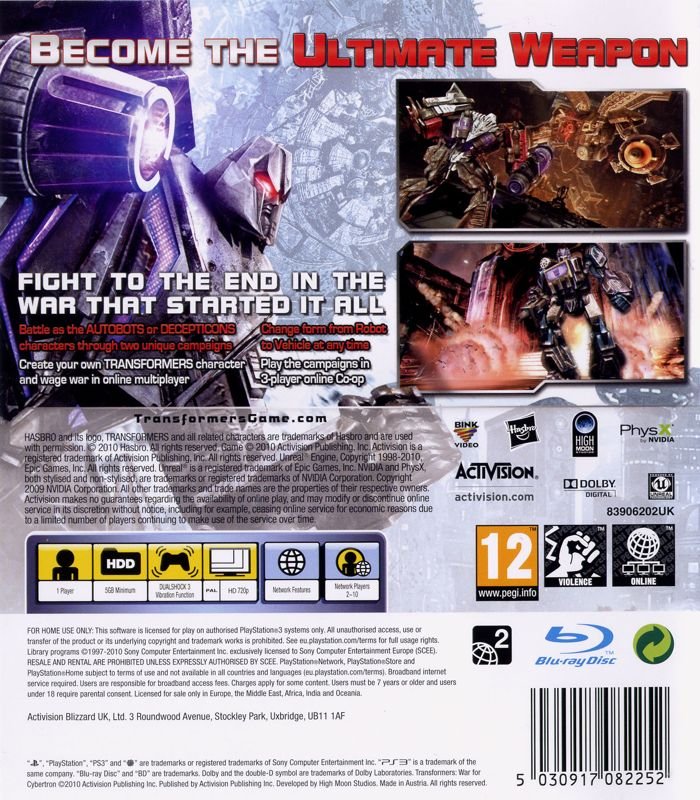 BECOME THE ULTIMATE WEAPON
FIGHT TO THE END IN THE
WAR THAT STARTED IT ALL
Battle as the AUTOBOTS or DECEPTICONS
characters through two unique campaigns
Change form from Robot
to Vehicle at any time
Create your own TRANSFORMERS character
and wage war in online multiplayer
Play the campaigns in
3-player online Co-op
TRANSFORMERSGAME.COM
HASBRO and its logo, TRANSFORMERS and all related characters are trademarks of Hasbro and are used
with permission. © 2010 Hasbro. All rights reserved. Game © 2010 Activision Publishing, Inc. Activision is a
registered trademark of Activision Publishing, Inc. All rights reserved. Unreal® Engine, Copyright 1998-2010,
Epic Games, Inc. All rights reserved. Unreal® is a registered trademark of Epic Games, Inc. NVIDIA and PhysX,
both stylised and non-stylised, are trademarks or registered trademarks of NVIDIA Corporation. Copyright
2009 NVIDIA Corporation. All other trademarks and trade names are the properties of their respective owners.
Activision makes no guarantees regarding the availability of online play, and may modify or discontinue online
service in its discretion without notice, including for example, ceasing online service for economic reasons due
to a limited number of players continuing to make use of the service over time.
BINK
VIDEO
Hasbro
HIGH
MOON
PhysX™
by NVIDIA
ACTIVISION®
activision.com
DOLBY
DIGITAL
UNREAL
83906202UK
1 Player
HDD
5GB Minimum
DUALSHOCK 3
Vibration Function
PAL
HD 720p
Network Features
Network Players
2-10
12
www.pegi.info
VIOLENCE
ONLINE
FOR HOME USE ONLY: This software is licensed for play on authorised PlayStation®3 systems only. All unauthorised access, use or
transfer of the product or its underlying copyright and trademark works is prohibited. See eu.playstation.com/terms for full usage rights.
Library programs ©1997-2010 Sony Computer Entertainment Inc. exclusively licensed to Sony Computer Entertainment Europe (SCEE).
RESALE AND RENTAL ARE PROHIBITED UNLESS EXPRESSLY AUTHORISED BY SCEE. PlayStation®Network, PlayStation®Store and
PlayStation®Home subject to terms of use and not available in all countries and languages (eu.playstation.com/terms). Broadband internet
service required. Users are responsible for broadband access fees. Charges apply for some content. Users must be 7 years or older and users
under 18 require parental consent. Licensed for sale only in Europe, the Middle East, Africa, India and Oceania.
2
Blu-ray Disc
Activision Blizzard UK, Ltd. 3 Roundwood Avenue, Stockley Park, Uxbridge, UB11 1AF
", "PlayStation", "PS3" and " " are trademarks or registered trademarks of Sony Computer Entertainment Inc. "PS3" is a trademark of the
same company. "Blu-ray Disc" and "BD" are trademarks. Dolby and the double-D symbol are trademarks of Dolby Laboratories. Transformers: War for
Cybertron ©2010 Activision Publishing Inc. Published by Activision Publishing Inc. Developed by High Moon Studios. Made in Austria. All rights reserved.
5 030917 082252